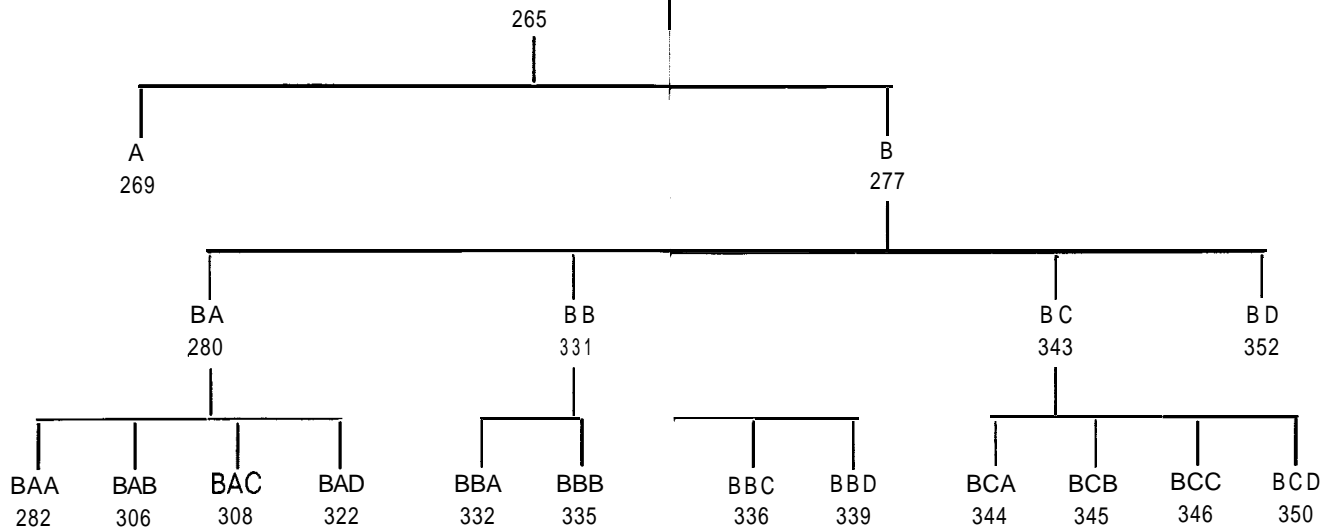 265
A B
269 277
BA BB BC BD
280 331 343 352
BAA BAB BAC BAD BBA BBB BBC BBD BCA BCB BCC BCD
282 306 308 322 332 335 336 339 344 345 346 350